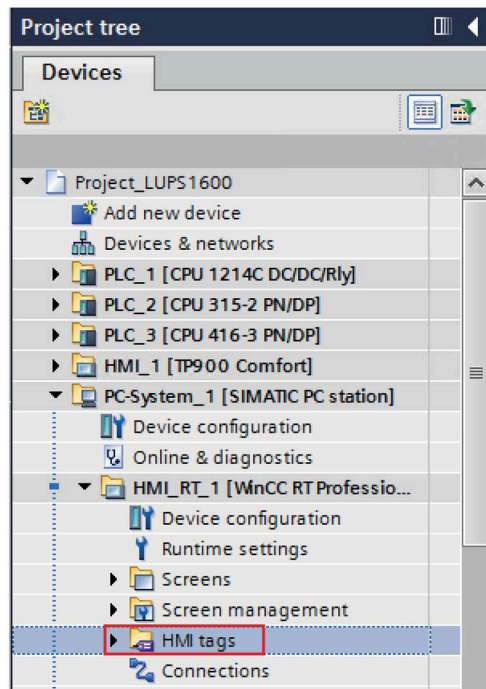 Project tree
Devices
Project_LUPS1600
Add new device
Devices & networks
PLC_1 [CPU 1214C DC/DC/Rly]
PLC_2 [CPU 315-2 PN/DP]
PLC_3 [CPU 416-3 PN/DP]
HMI_1 [TP900 Comfort]
PC-System_1 [SIMATIC PC station]
Device configuration
Online & diagnostics
HMI_RT_1 [WinCC RT Professio...
Device configuration
Runtime settings
Screens
Screen management
HMI tags
Connections